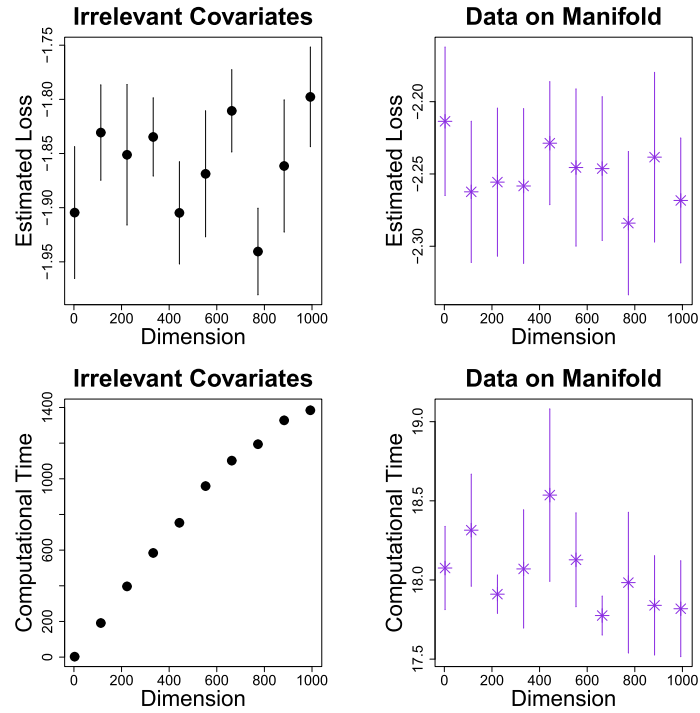 Irrelevant Covariates
Estimated Loss
−1.75
−1.80
−1.85
−1.90
−1.95
0 200 400 600 800 1000
Dimension
Data on Manifold
Estimated Loss
−2.20
−2.25
−2.30
0 200 400 600 800 1000
Dimension
Irrelevant Covariates
Computational Time
1400
1000
600
200
0
0 200 400 600 800 1000
Dimension
Data on Manifold
Computational Time
19.0
18.5
18.0
17.5
0 200 400 600 800 1000
Dimension